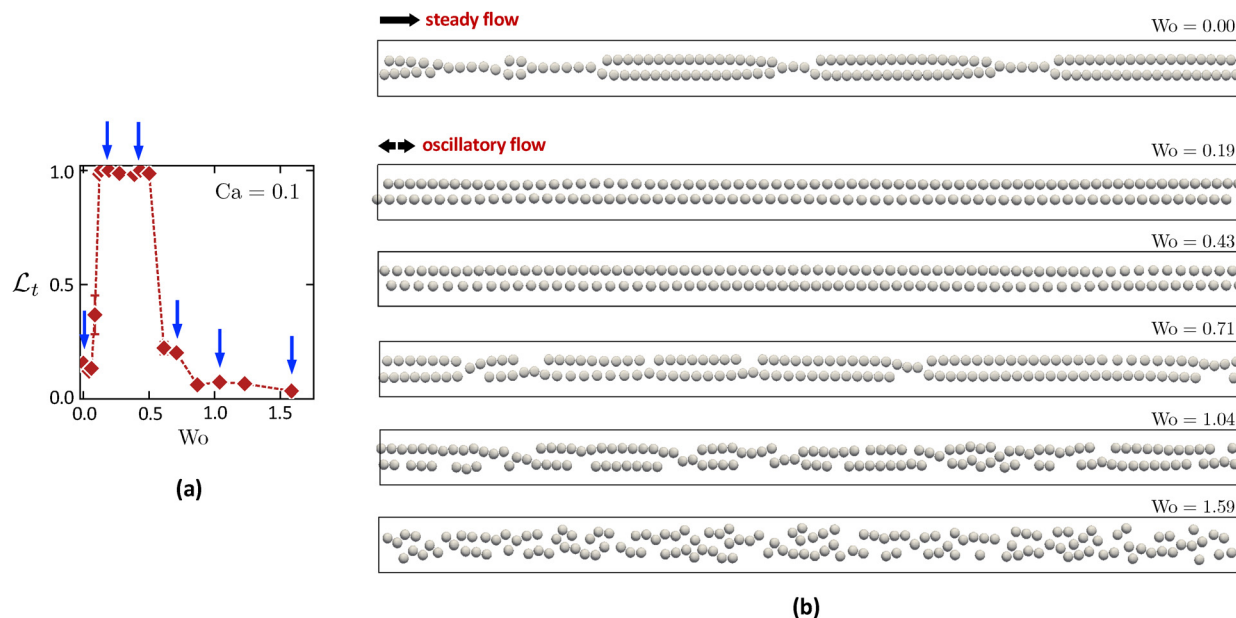 steady flow
Wo = 0.00
oscillatory flow
Wo = 0.19
Wo = 0.43
Wo = 0.71
Wo = 1.04
Wo = 1.59
(b)
1.0
Ca = 0.1
ℒt
0.5
0.0
0.0 0.5 1.0 1.5
Wo
(a)